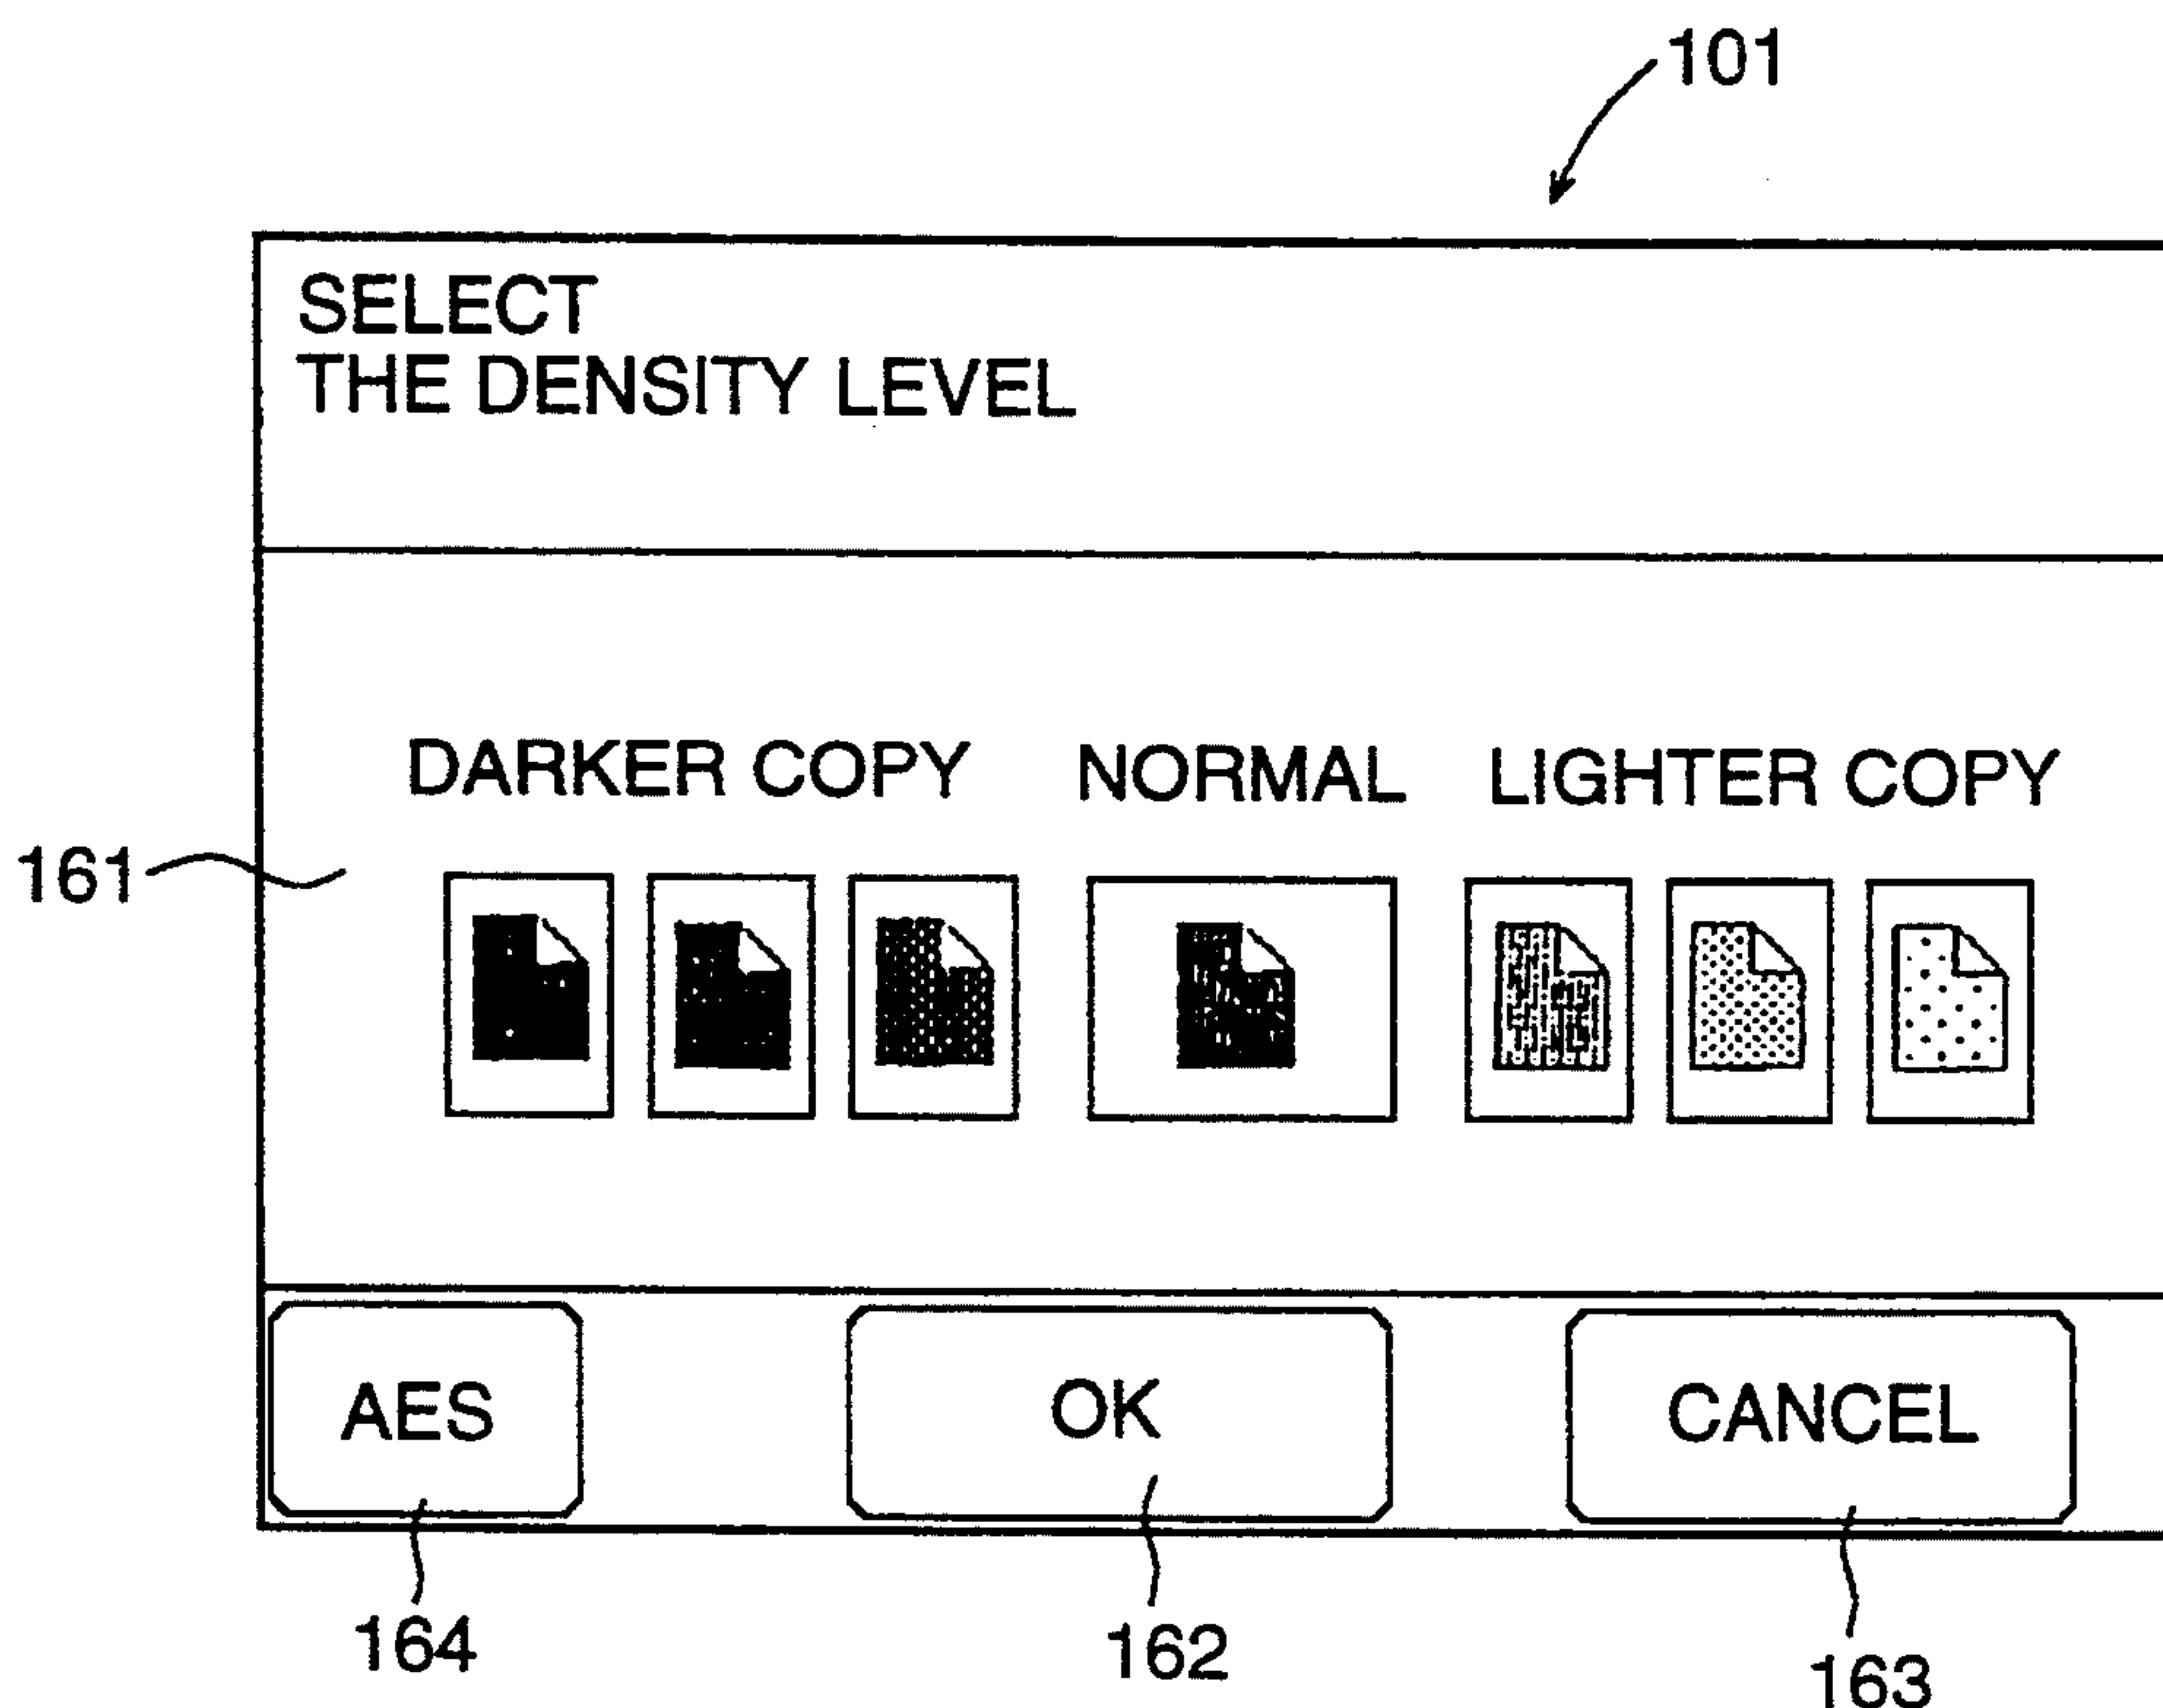 101
SELECT
THE DENSITY LEVEL
DARKER COPY NORMAL LIGHTER COPY
161
AES OK CANCEL
164 162 163